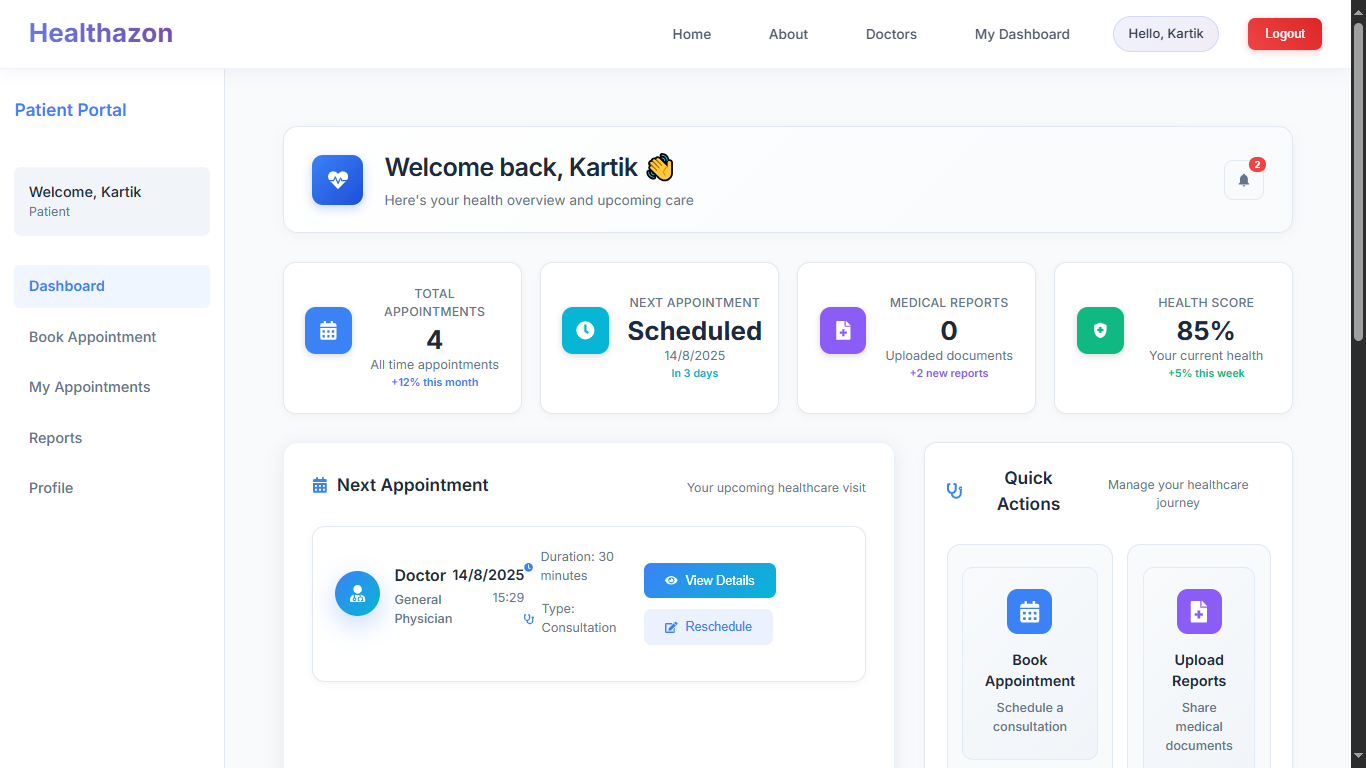 Healthazon
Home
About
Doctors
My Dashboard
Hello, Kartik
Logout
Patient Portal
Welcome, Kartik
Patient
Dashboard
Book Appointment
My Appointments
Reports
Profile
Welcome back, Kartik 👋
Here's your health overview and upcoming care
2
TOTAL
APPOINTMENTS
4
All time appointments
+12% this month
NEXT APPOINTMENT
Scheduled
14/8/2025
In 3 days
MEDICAL REPORTS
0
Uploaded documents
+2 new reports
HEALTH SCORE
85%
Your current health
+5% this week
Next Appointment
Your upcoming healthcare visit
Doctor
General
Physician
14/8/2025
15:29
Duration: 30
minutes
Type:
Consultation
View Details
Reschedule
Quick
Actions
Manage your healthcare
journey
Book
Appointment
Schedule a
consultation
Upload
Reports
Share
medical
documents